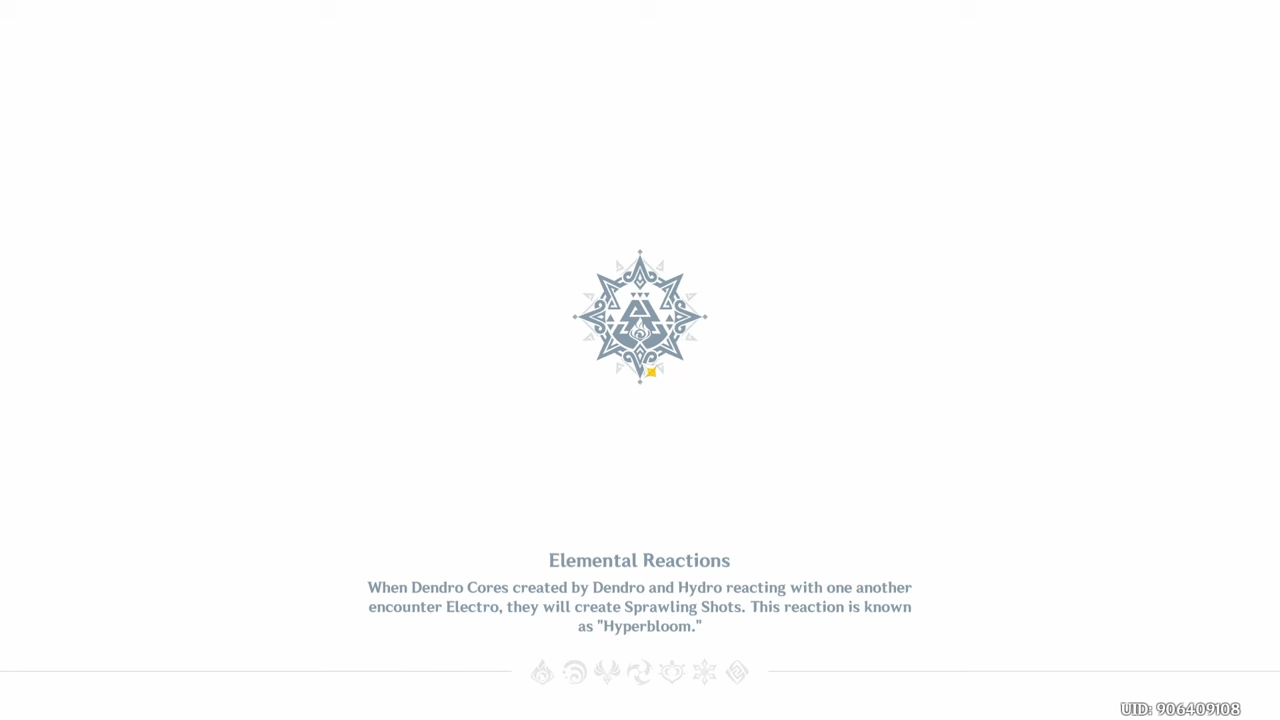 Elemental Reactions
When Dendro Cores created by Dendro and Hydro reacting with one another
encounter Electro, they will create Sprawling Shots. This reaction is known
as "Hyperbloom."
UID: 906409108